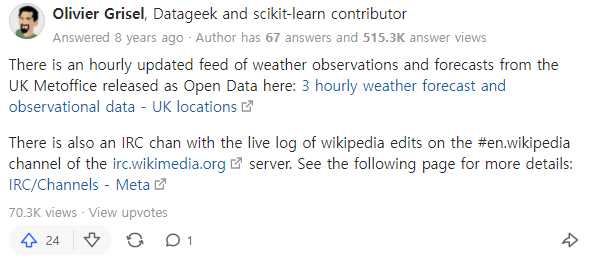 Olivier Grisel, Datageek and scikit-learn contributor
Answered 8 years ago · Author has 67 answers and 515.3K answer views
There is an hourly updated feed of weather observations and forecasts from the
UK Metoffice released as Open Data here: 3 hourly weather forecast and
observational data - UK locations
There is also an IRC chan with the live log of wikipedia edits on the #en.wikipedia
channel of the irc.wikimedia.org server. See the following page for more details:
IRC/Channels - Meta
70.3K views · View upvotes
24 1